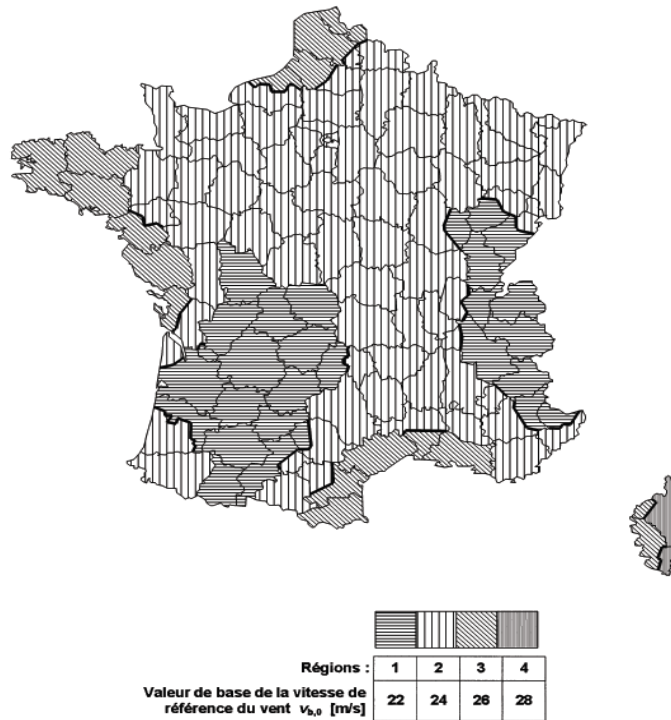 Régions : 1 2 3 4
Valeur de base de la vitesse de
référence du vent v_b,0 [m/s] 22 24 26 28